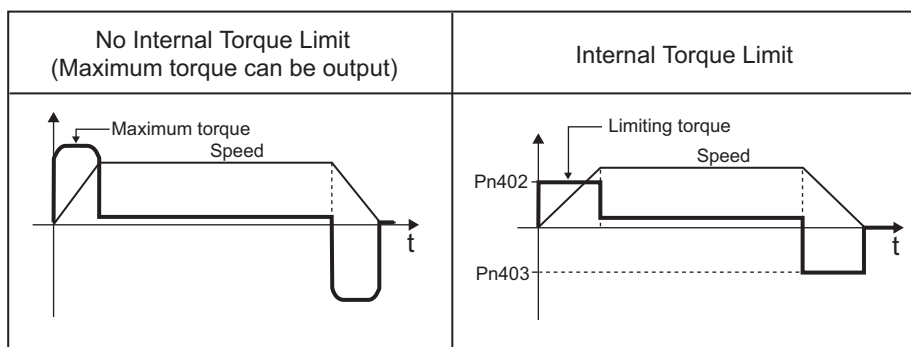 No Internal Torque Limit
(Maximum torque can be output)
Internal Torque Limit
Maximum torque
Speed
t
Limiting torque
Speed
Pn402
t
Pn403